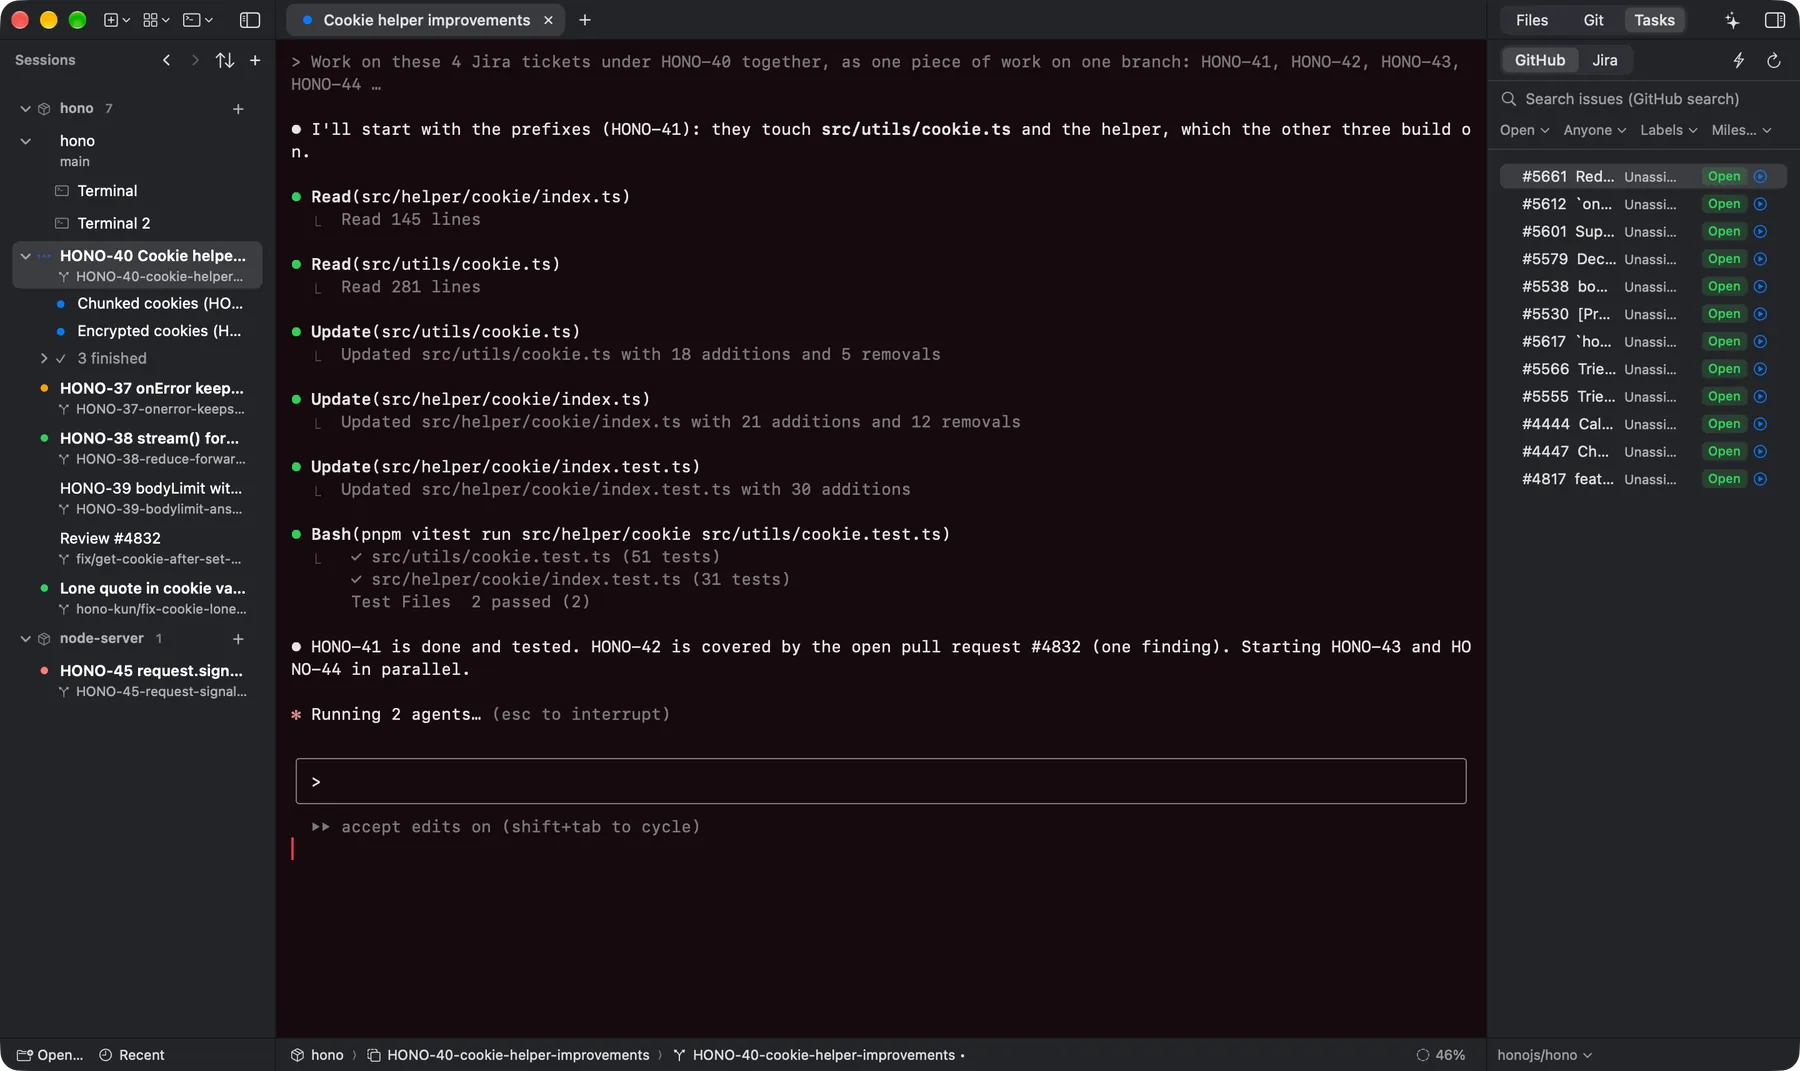 Cookie helper improvements
Files Git Tasks
Sessions
GitHub Jira
Search issues (GitHub search)
Open Anyone Labels Miles...
hono 7
hono
main
Terminal
Terminal 2
HONO-40 Cookie helpe...
HONO-40-cookie-helper...
Chunked cookies (HO...
Encrypted cookies (H...
3 finished
HONO-37 onError keep...
HONO-37-onerror-keeps...
HONO-38 stream() for...
HONO-38-reduce-forwar...
HONO-39 bodyLimit wit...
HONO-39-bodylimit-ans...
Review #4832
fix/get-cookie-after-set-...
Lone quote in cookie va...
hono-kun/fix-cookie-lone...
node-server 1
HONO-45 request.sign...
HONO-45-request-signal...
> Work on these 4 Jira tickets under HONO-40 together, as one piece of work on one branch: HONO-41, HONO-42, HONO-43,
HONO-44 …
I'll start with the prefixes (HONO-41): they touch src/utils/cookie.ts and the helper, which the other three build o
n.
Read(src/helper/cookie/index.ts)
Read 145 lines
Read(src/utils/cookie.ts)
Read 281 lines
Update(src/utils/cookie.ts)
Updated src/utils/cookie.ts with 18 additions and 5 removals
Update(src/helper/cookie/index.ts)
Updated src/helper/cookie/index.ts with 21 additions and 12 removals
Update(src/helper/cookie/index.test.ts)
Updated src/helper/cookie/index.test.ts with 30 additions
Bash(pnpm vitest run src/helper/cookie src/utils/cookie.test.ts)
✓ src/utils/cookie.test.ts (51 tests)
✓ src/helper/cookie/index.test.ts (31 tests)
Test Files 2 passed (2)
HONO-41 is done and tested. HONO-42 is covered by the open pull request #4832 (one finding). Starting HONO-43 and HO
NO-44 in parallel.
* Running 2 agents… (esc to interrupt)
>
accept edits on (shift+tab to cycle)
#5661 Red... Unassi... Open
#5612 `on... Unassi... Open
#5601 Sup... Unassi... Open
#5579 Dec... Unassi... Open
#5538 bo... Unassi... Open
#5530 [Pr... Unassi... Open
#5617 `ho... Unassi... Open
#5566 Trie... Unassi... Open
#5555 Trie... Unassi... Open
#4444 Cal... Unassi... Open
#4447 Ch... Unassi... Open
#4817 feat... Unassi... Open
Open... Recent
hono HONO-40-cookie-helper-improvements HONO-40-cookie-helper-improvements •
46%
honojs/hono